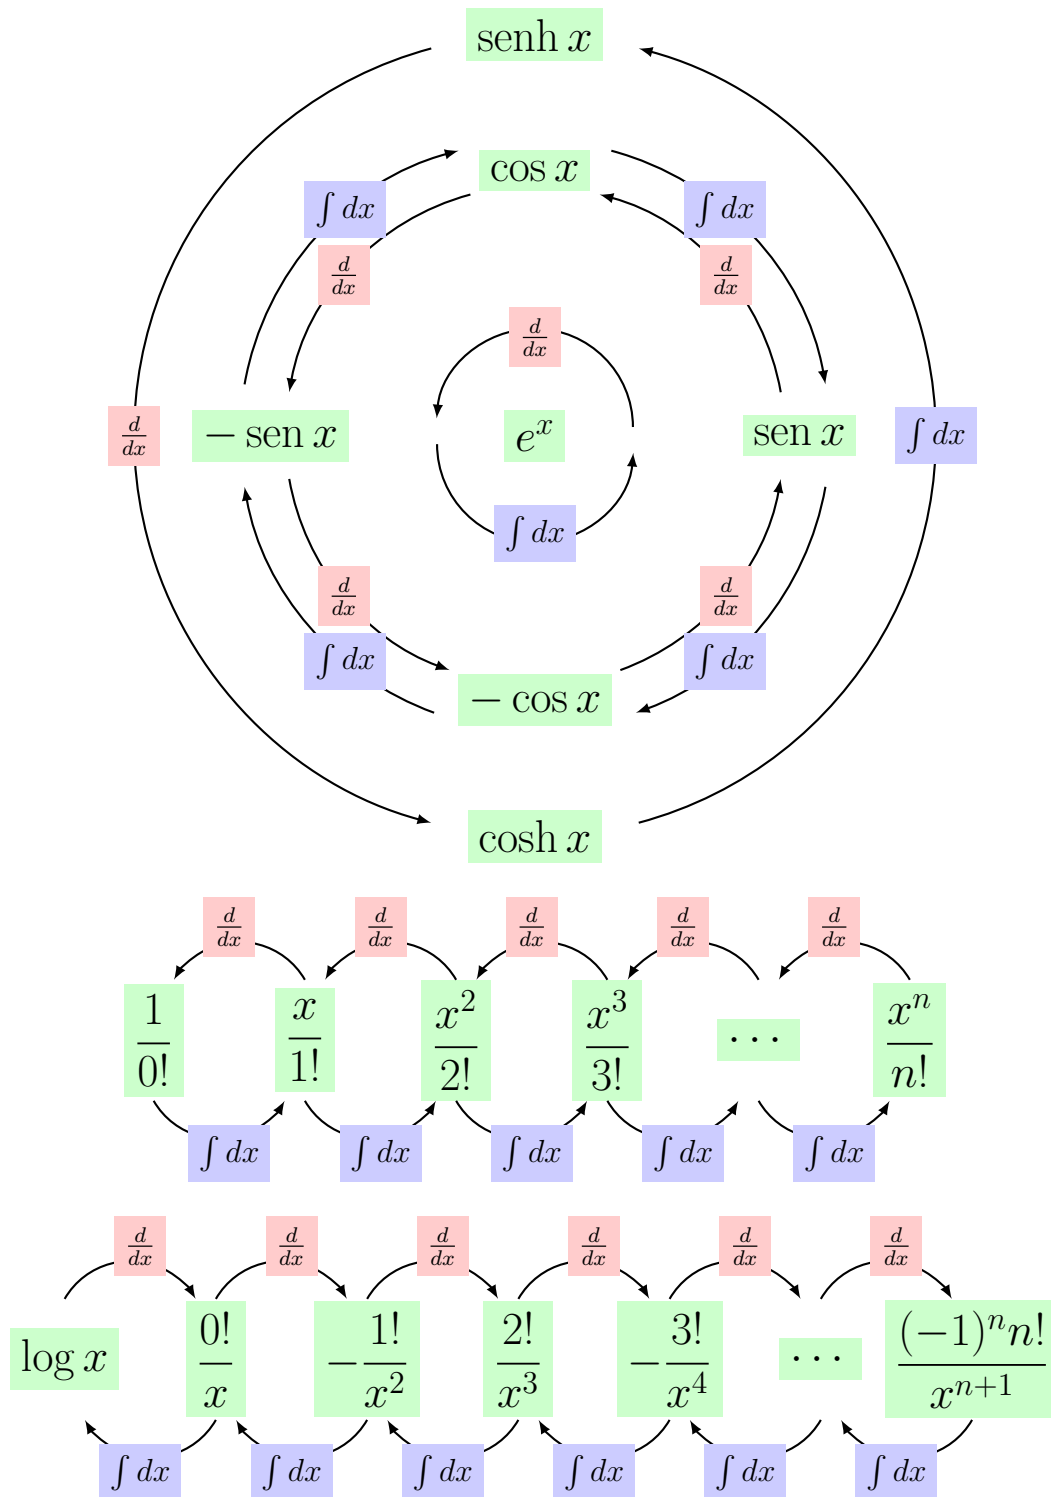 senh x
cos x
∫ dx ∫ dx
d/dx d/dx
d/dx
d/dx − sen x e^x sen x ∫ dx
∫ dx
d/dx d/dx
∫ dx ∫ dx
− cos x
cosh x
d/dx d/dx d/dx d/dx d/dx
1/0! x/1! x^2/2! x^3/3! ··· x^n/n!
∫ dx ∫ dx ∫ dx ∫ dx ∫ dx
d/dx d/dx d/dx d/dx d/dx d/dx
log x 0!/x −1!/x^2 2!/x^3 −3!/x^4 ··· (−1)^n n!/x^{n+1}
∫ dx ∫ dx ∫ dx ∫ dx ∫ dx ∫ dx